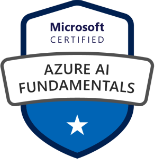 Microsoft
CERTIFIED
AZURE AI
FUNDAMENTALS